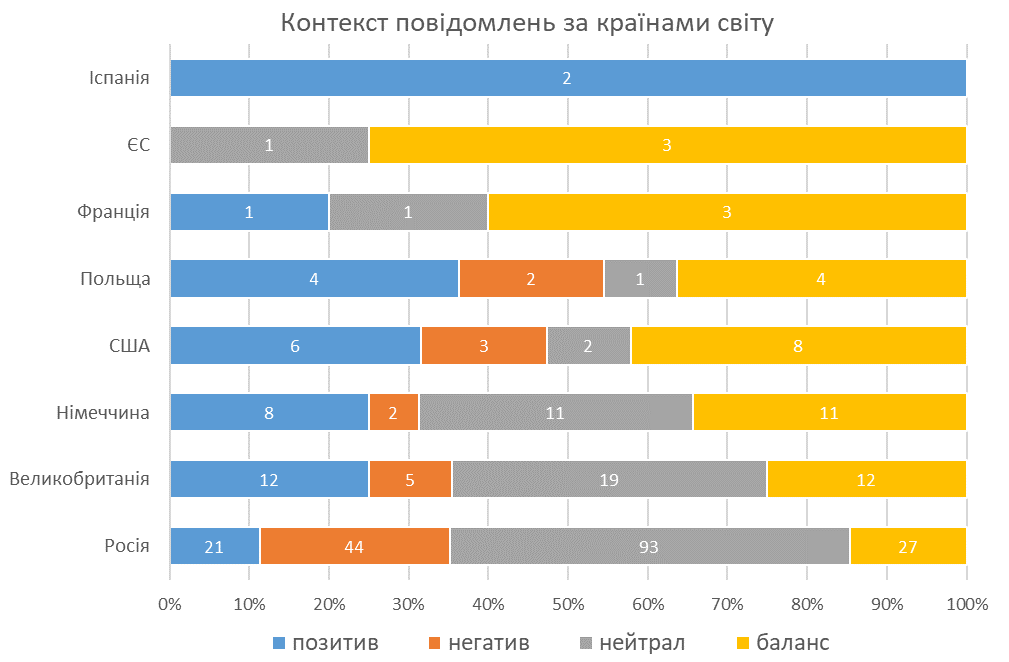 Контекст повідомлень за країнами світу
Іспанія 2
ЄС 1 3
Франція 1 1 3
Польща 4 2 1 4
США 6 3 2 8
Німеччина 8 2 11 11
Великобританія 12 5 19 12
Росія 21 44 93 27
0% 10% 20% 30% 40% 50% 60% 70% 80% 90% 100%
позитив негатив нейтрал баланс